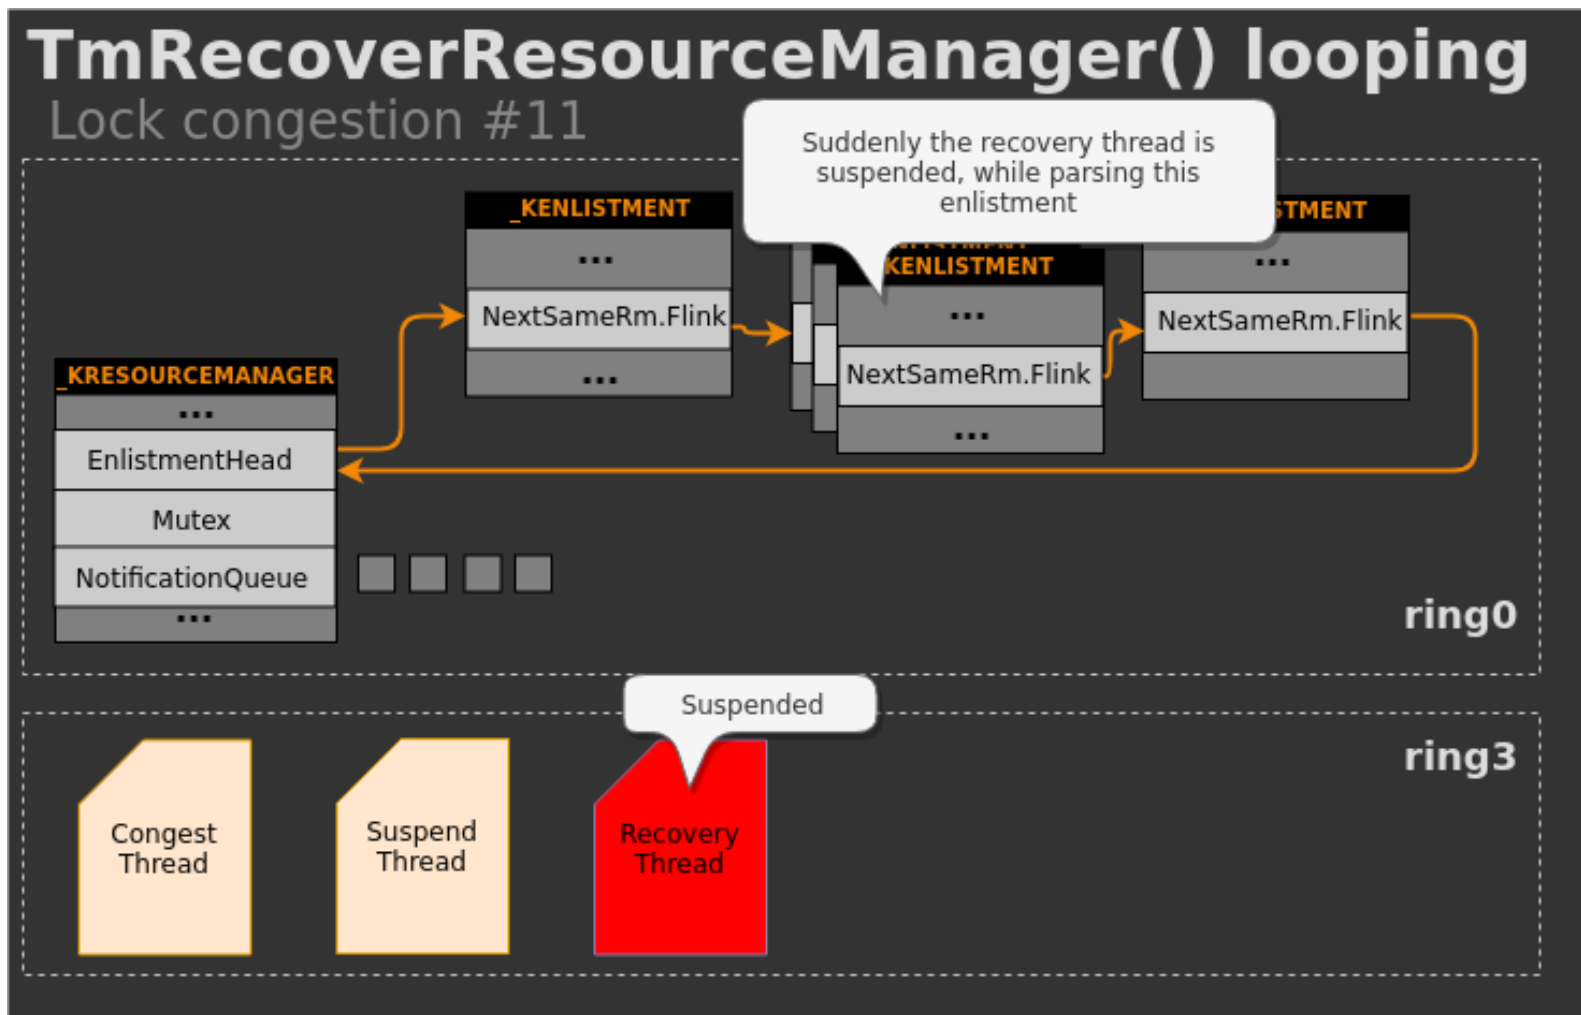 TmRecoverResourceManager() looping
Lock congestion #11
Suddenly the recovery thread is
suspended, while parsing this
enlistment
_KENLISTMENT
...
NextSameRm.Flink
...
KENLISTMENT
...
NextSameRm.Flink
...
STMENT
...
NextSameRm.Flink
_KRESOURCEMANAGER
...
EnlistmentHead
Mutex
NotificationQueue
...
ring0
Suspended
ring3
Congest
Thread
Suspend
Thread
Recovery
Thread